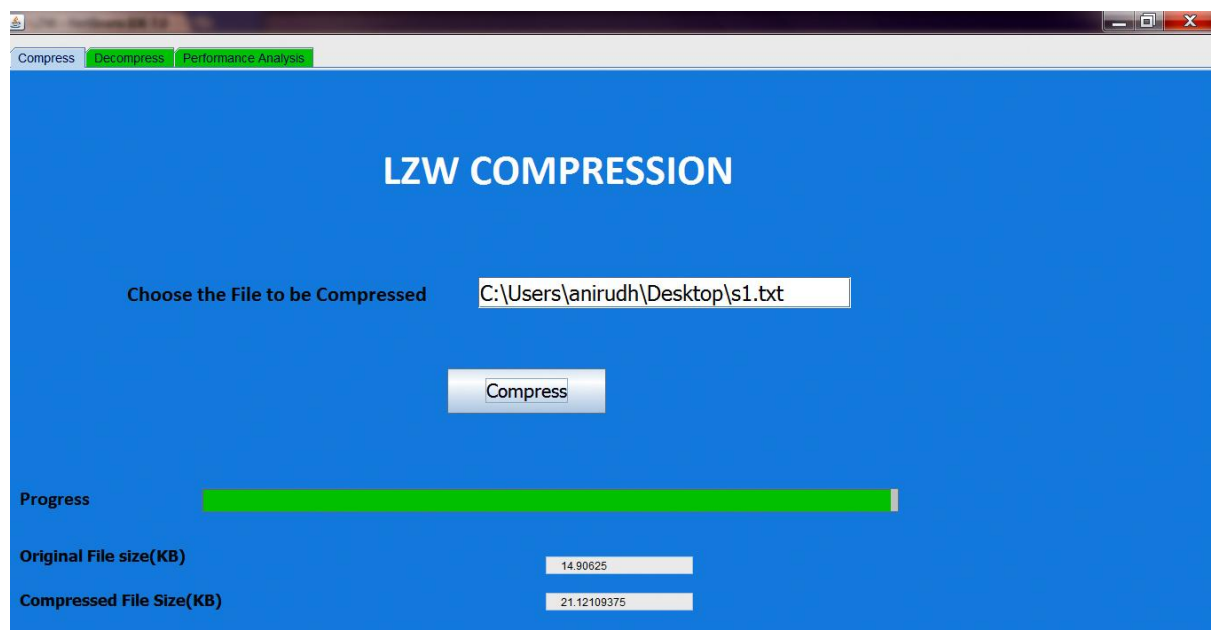 Compress Decompress Performance Analysis
LZW COMPRESSION
Choose the File to be Compressed C:\Users\anirudh\Desktop\s1.txt
Compress
Progress
Original File size(KB) 14.90625
Compressed File Size(KB) 21.12109375